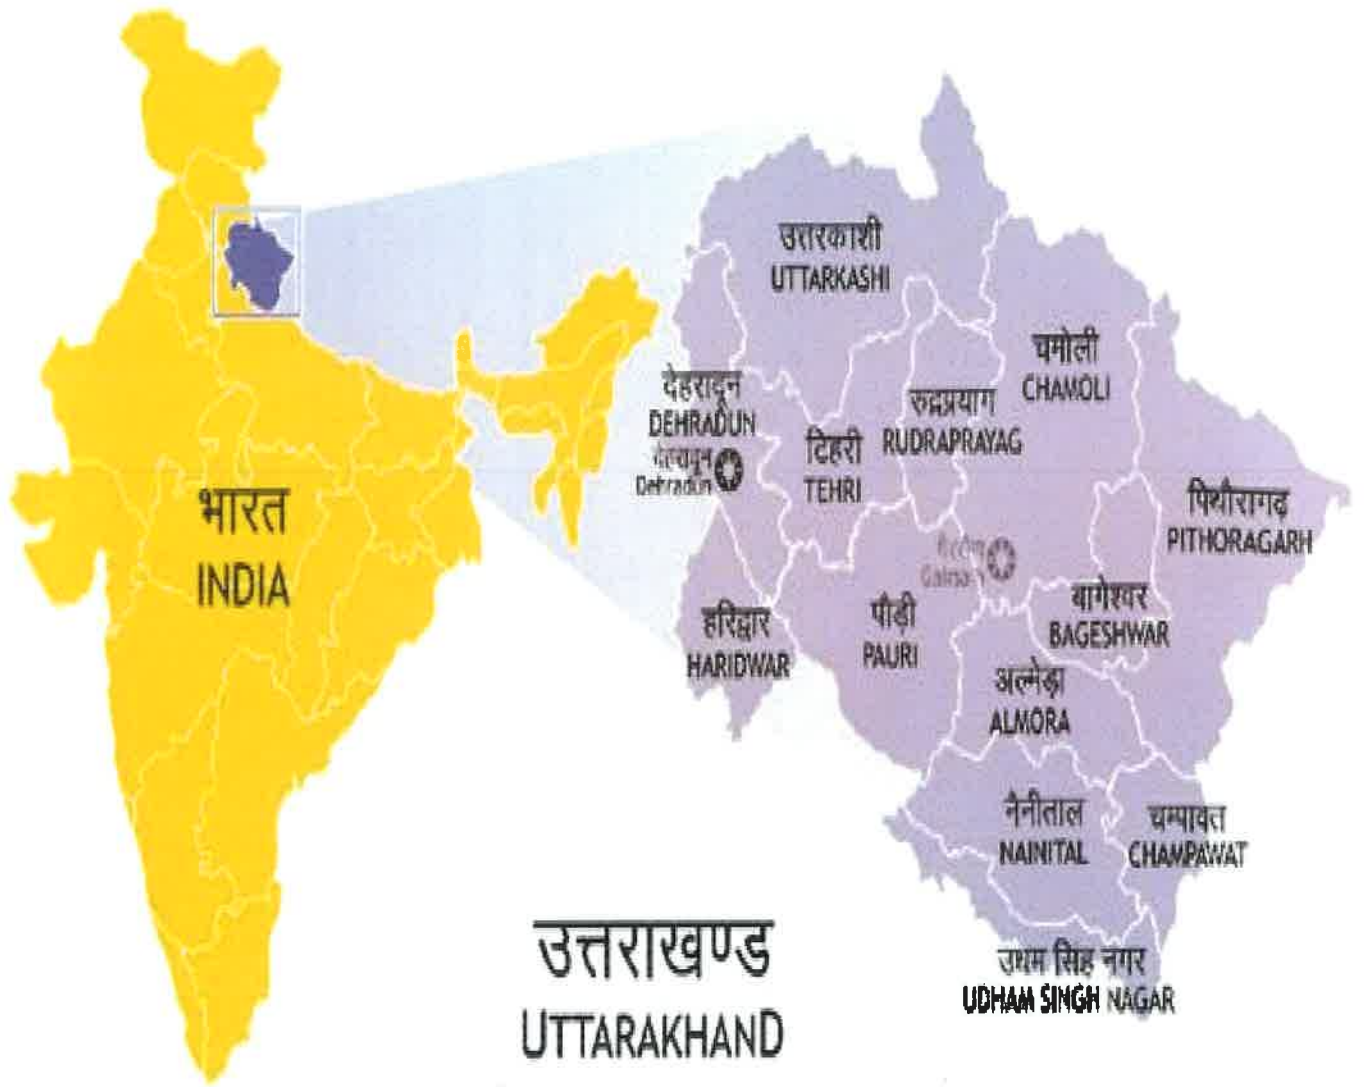 भारत
INDIA
उत्तरकाशी
UTTARKASHI
चमोली
CHAMOLI
देहरादून
DEHRADUN
देहरादून
Dehradun
टिहरी
TEHRI
रुद्रप्रयाग
RUDRAPRAYAG
पिथौरागढ़
PITHORAGARH
हरिद्वार
HARIDWAR
पौड़ी
PAURI
बागेश्वर
BAGESHWAR
अल्मोड़ा
ALMORA
नैनीताल
NAINITAL
चम्पावत
CHAMPAWAT
उधम सिंह नगर
UDHAM SINGH NAGAR
उत्तराखण्ड
UTTARAKHAND